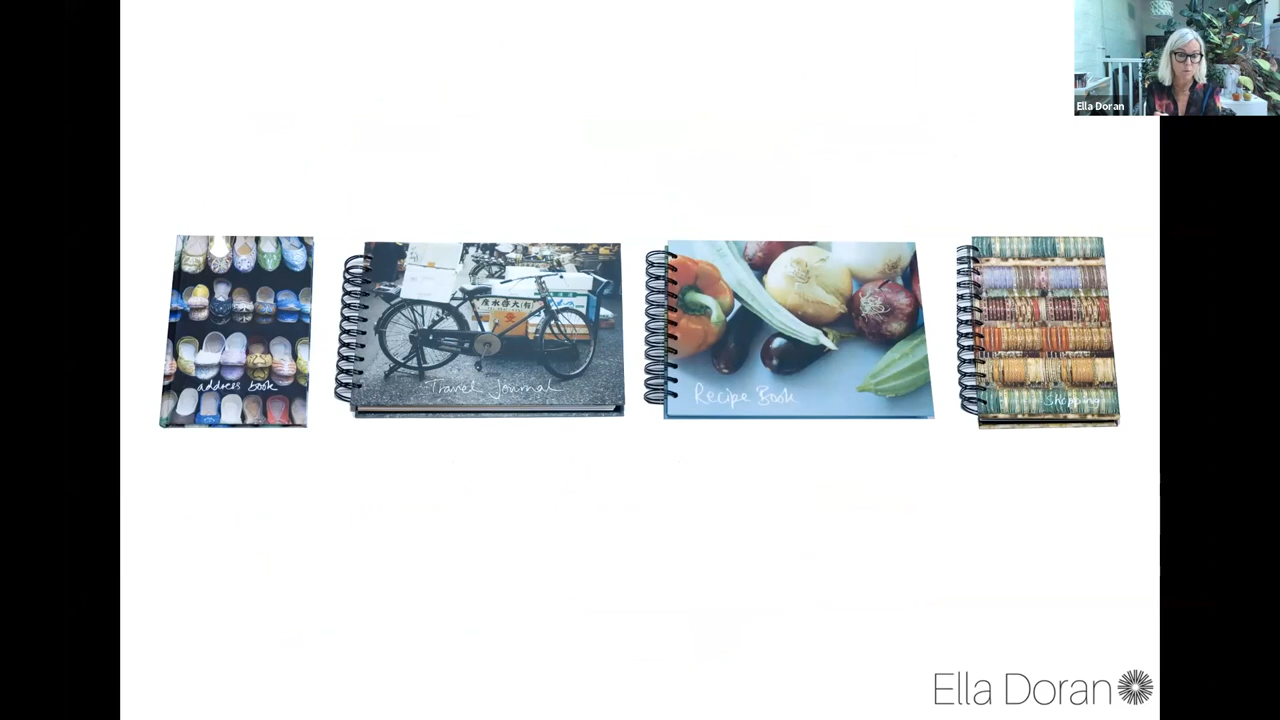 Ella Doran
address book
Travel Journal
Recipe Book
Shopping
Ella Doran